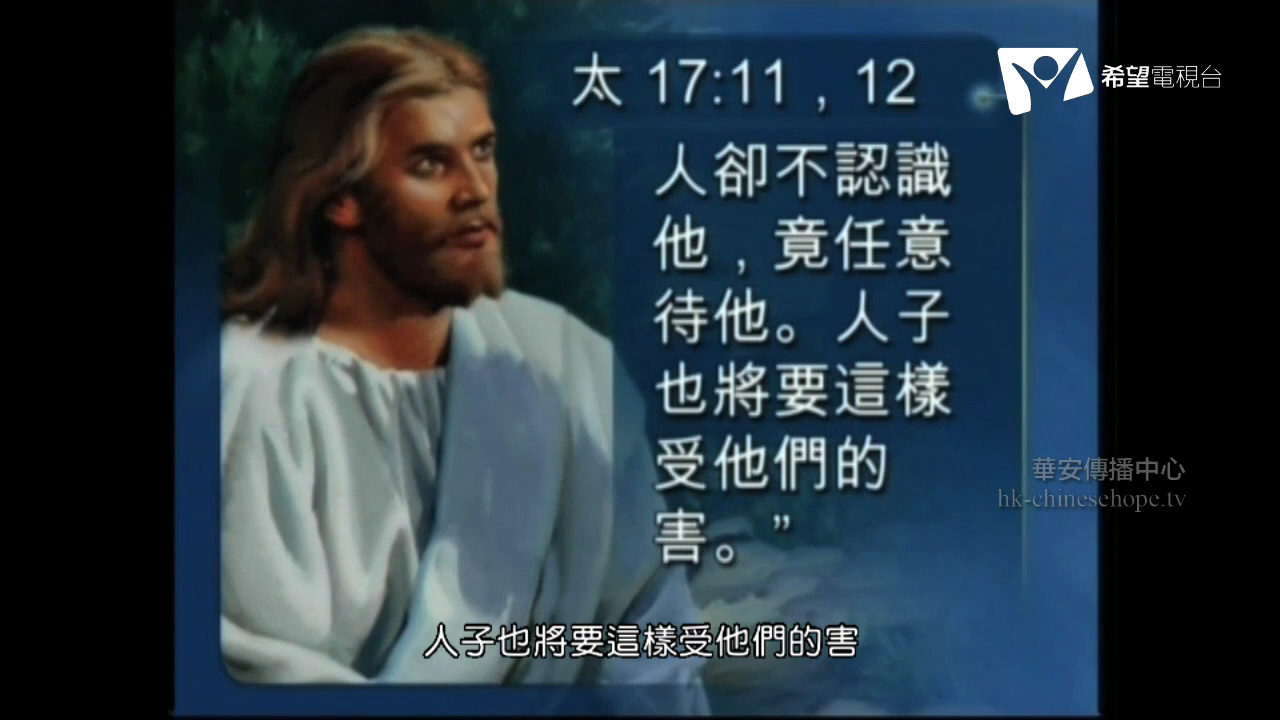 太 17:11，12
希望電視台
人卻不認識
他，竟任意
待他。人子
也將要這樣
受他們的
害。”
華安傳播中心
hk-chinesehope.tv
人子也將要這樣受他們的害